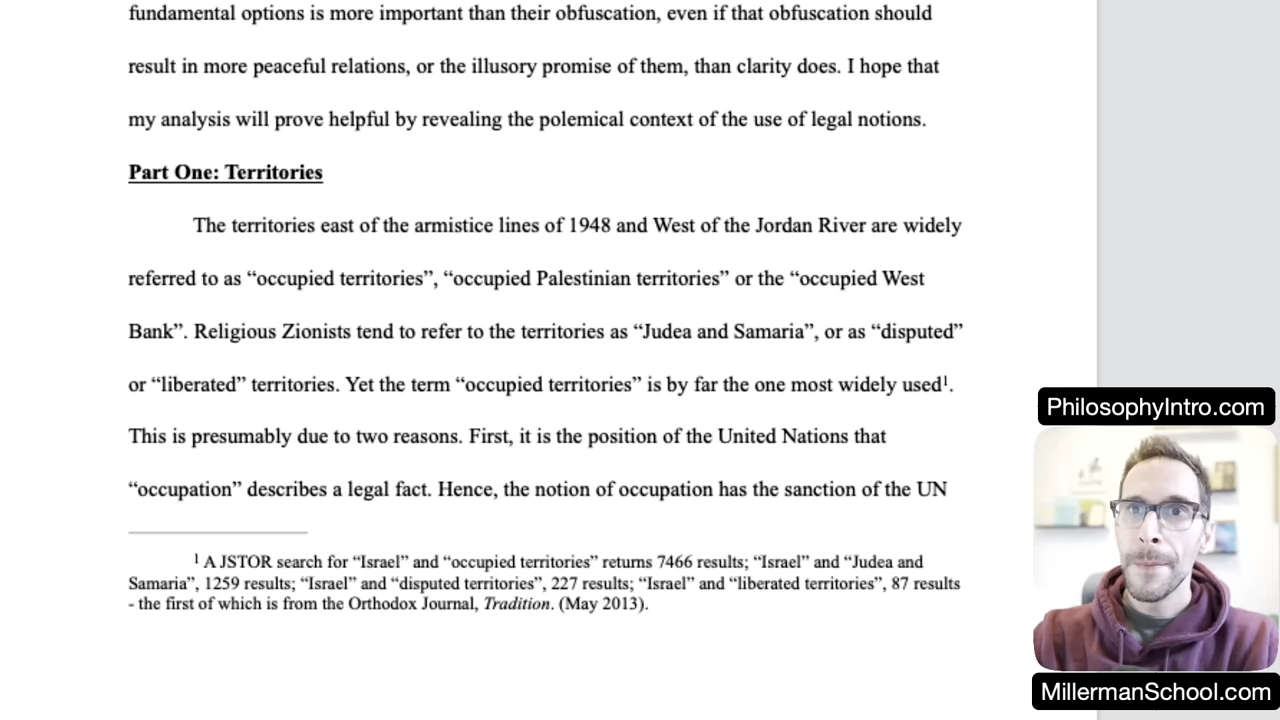 fundamental options is more important than their obfuscation, even if that obfuscation should
result in more peaceful relations, or the illusory promise of them, than clarity does. I hope that
my analysis will prove helpful by revealing the polemical context of the use of legal notions.
Part One: Territories
The territories east of the armistice lines of 1948 and West of the Jordan River are widely
referred to as “occupied territories”, “occupied Palestinian territories” or the “occupied West
Bank”. Religious Zionists tend to refer to the territories as “Judea and Samaria”, or as “disputed”
or “liberated” territories. Yet the term “occupied territories” is by far the one most widely used¹.
This is presumably due to two reasons. First, it is the position of the United Nations that
“occupation” describes a legal fact. Hence, the notion of occupation has the sanction of the UN
¹ A JSTOR search for “Israel” and “occupied territories” returns 7466 results; “Israel” and “Judea and
Samaria”, 1259 results; “Israel” and “disputed territories”, 227 results; “Israel” and “liberated territories”, 87 results
- the first of which is from the Orthodox Journal, Tradition. (May 2013).
PhilosophyIntro.com
MillermanSchool.com